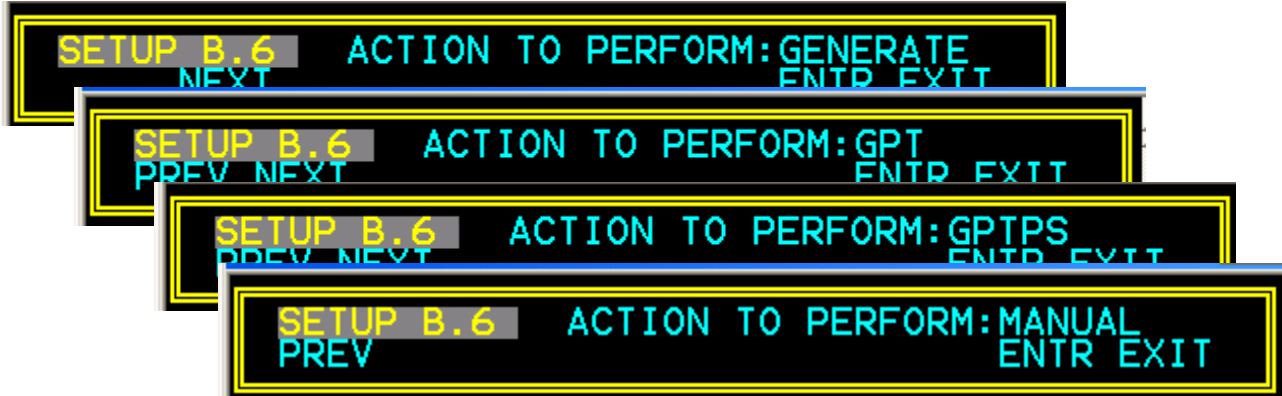 SETUP B.6 ACTION TO PERFORM:GENERATE
NEXT ENTR EXIT
SETUP B.6 ACTION TO PERFORM:GPT
PREV NEXT ENTR EXIT
SETUP B.6 ACTION TO PERFORM:GPTPS
PREV NEXT ENTR EXIT
SETUP B.6 ACTION TO PERFORM:MANUAL
PREV ENTR EXIT